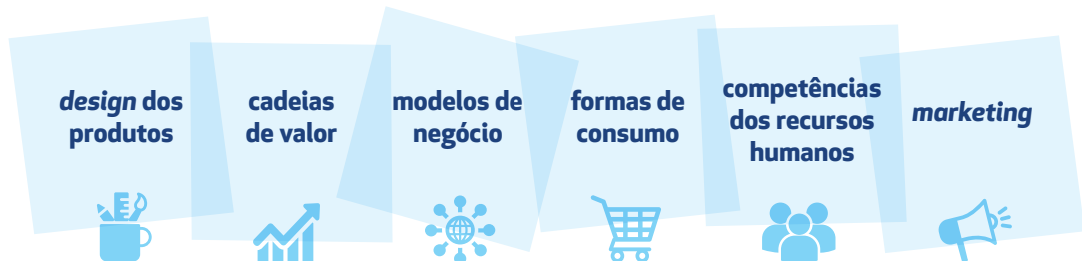 design dos
produtos
cadeias
de valor
modelos de
negócio
formas de
consumo
competências
dos recursos
humanos
marketing